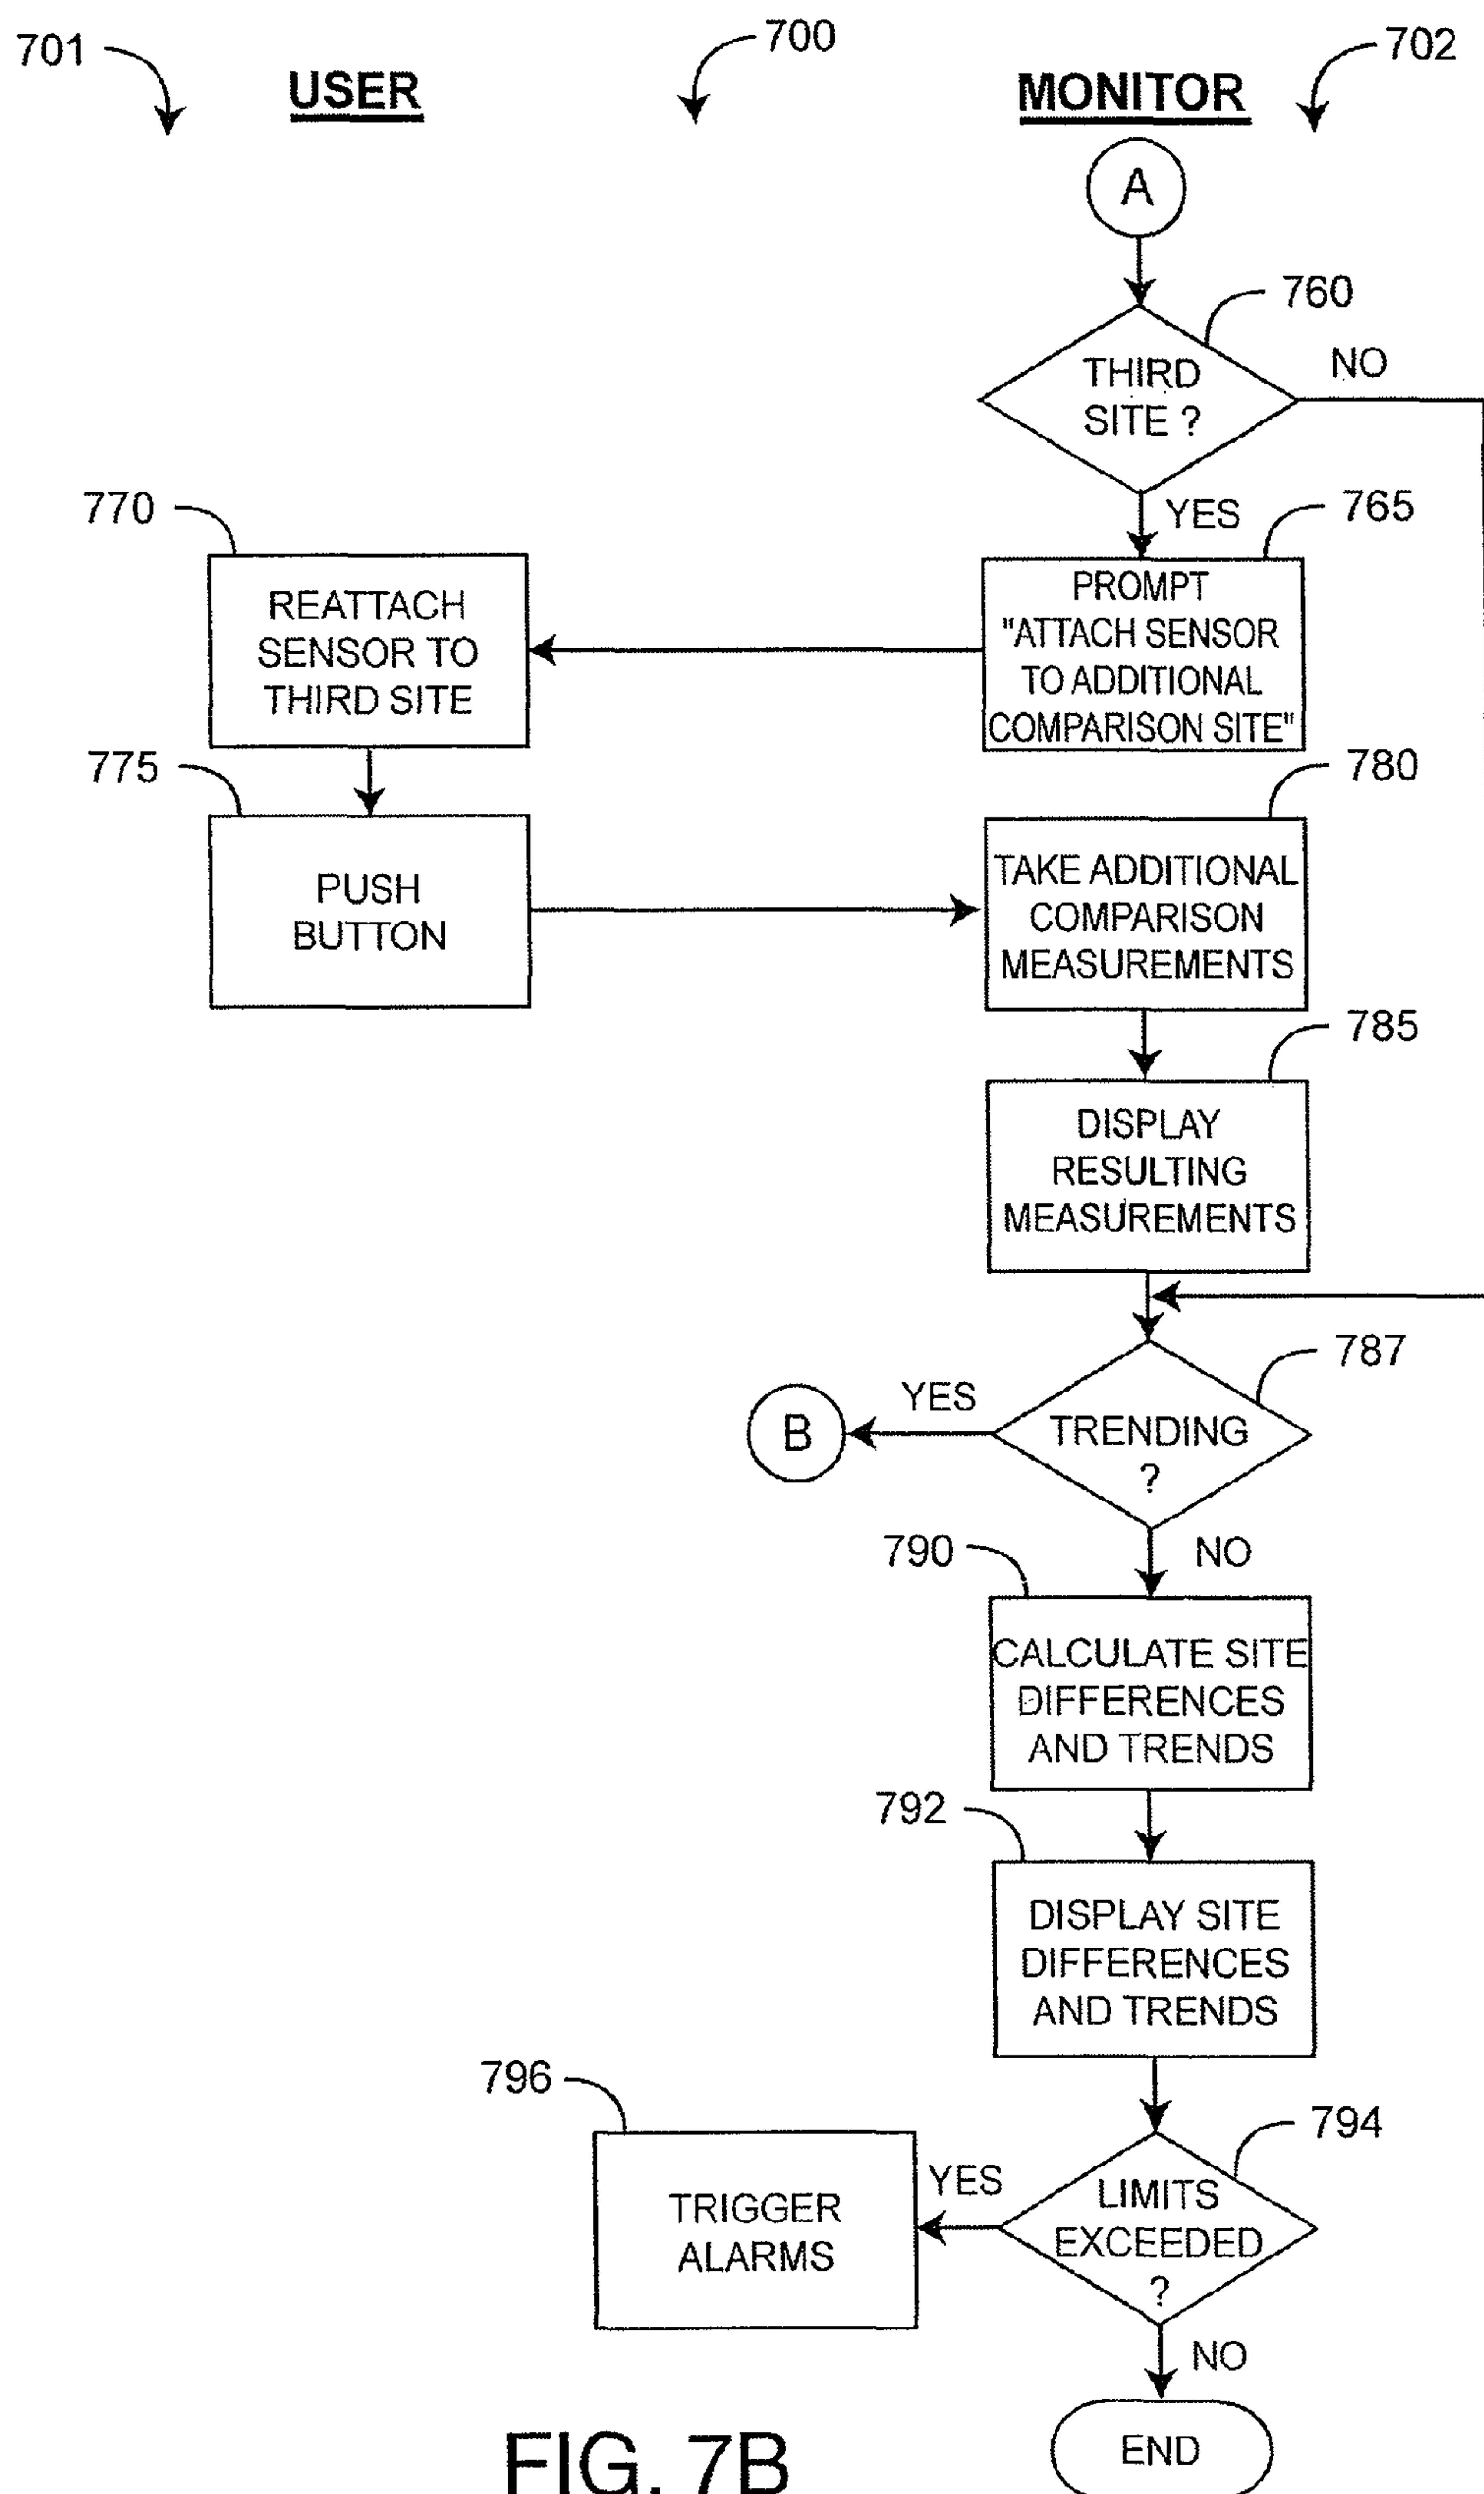 701
USER
700
MONITOR
702
A
760
THIRD
SITE ?
NO
YES
765
770
REATTACH
SENSOR TO
THIRD SITE
PROMPT
"ATTACH SENSOR
TO ADDITIONAL
COMPARISON SITE"
775
PUSH
BUTTON
780
TAKE ADDITIONAL
COMPARISON
MEASUREMENTS
785
DISPLAY
RESULTING
MEASUREMENTS
787
B
YES
TRENDING
?
790
NO
CALCULATE SITE
DIFFERENCES
AND TRENDS
792
DISPLAY SITE
DIFFERENCES
AND TRENDS
796
TRIGGER
ALARMS
YES
794
LIMITS
EXCEEDED
?
NO
END
FIG. 7B